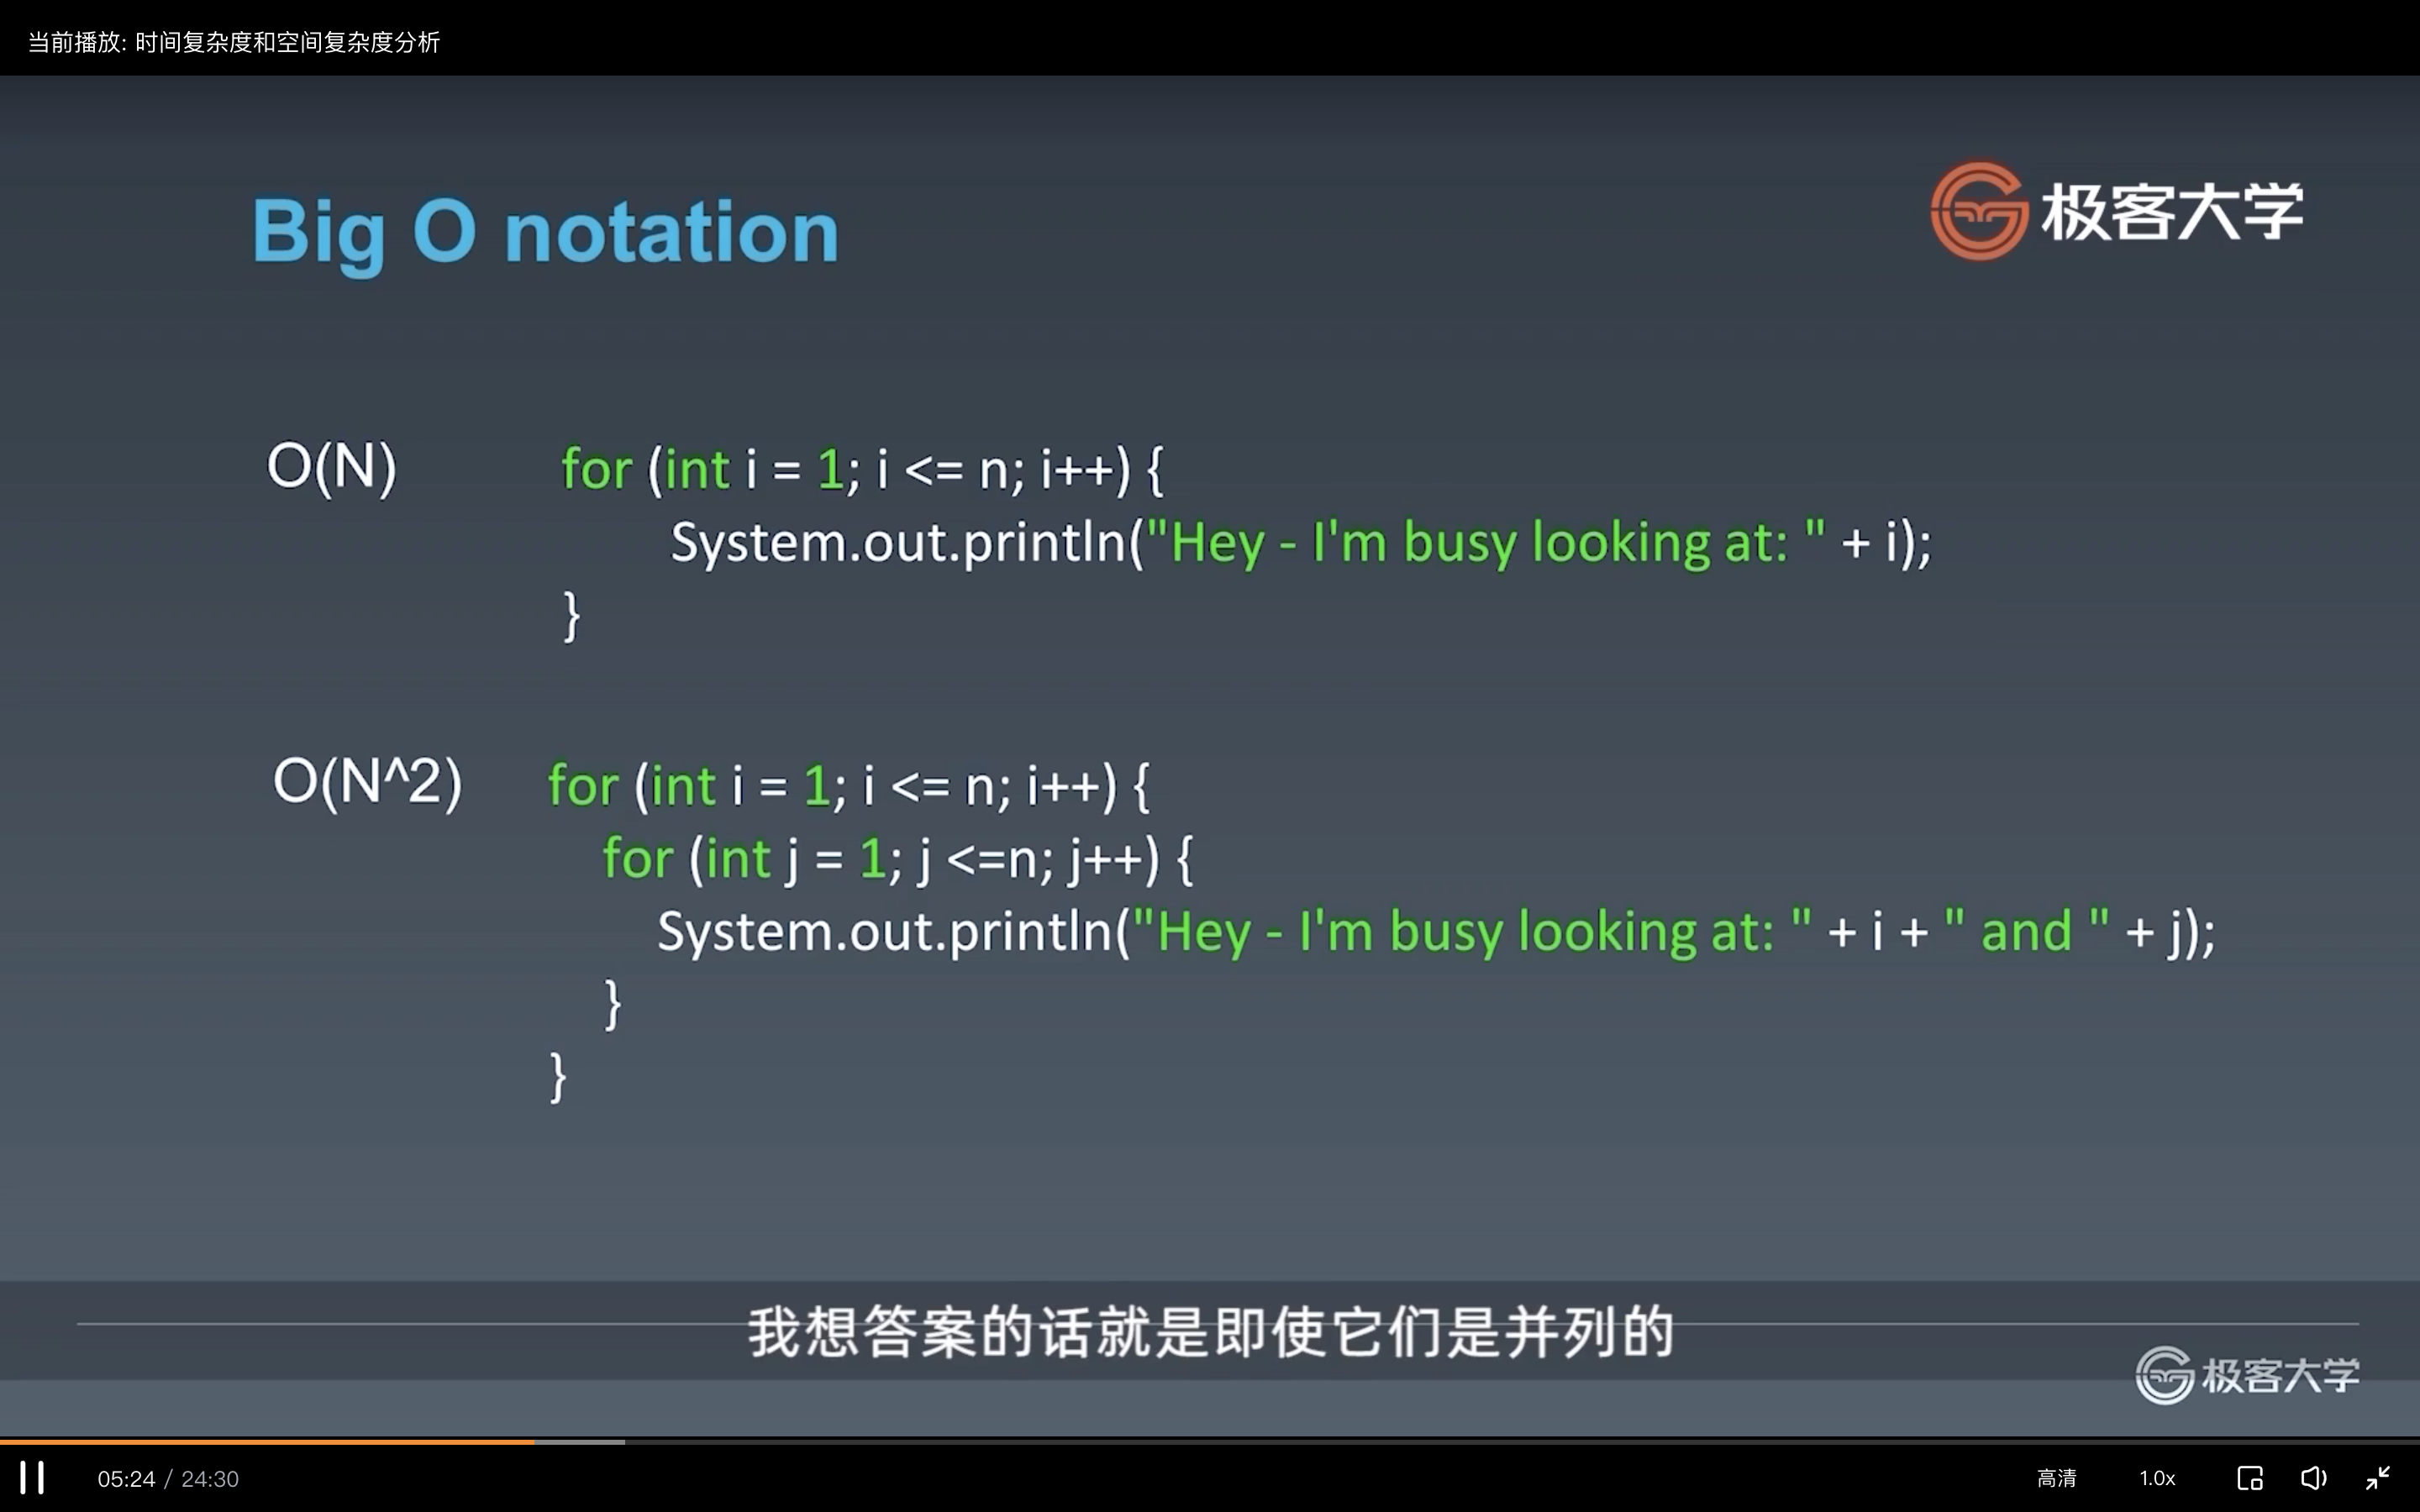 当前播放: 时间复杂度和空间复杂度分析
Big O notation
极客大学
O(N)
for (int i = 1; i <= n; i++) {
System.out.println("Hey - I'm busy looking at: " + i);
}
O(N^2)
for (int i = 1; i <= n; i++) {
for (int j = 1; j <=n; j++) {
System.out.println("Hey - I'm busy looking at: " + i + " and " + j);
}
}
我想答案的话就是即使它们是并列的
极客大学
05:24 / 24:30
高清
1.0x